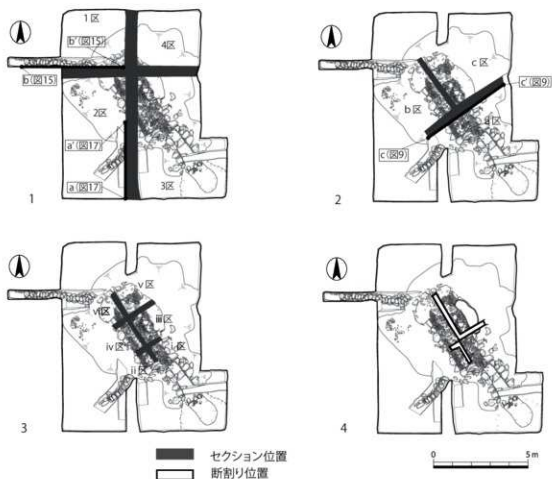 1区
b'(図15)
4区
b(図15)
2区
a'(図17)
a(図17)
3区
1
c区
c'(図9)
b区
a区
c(図9)
2
v区
vi区
iii区
iv区
i区
ii区
3
4
セクション位置
断割り位置
0
5m